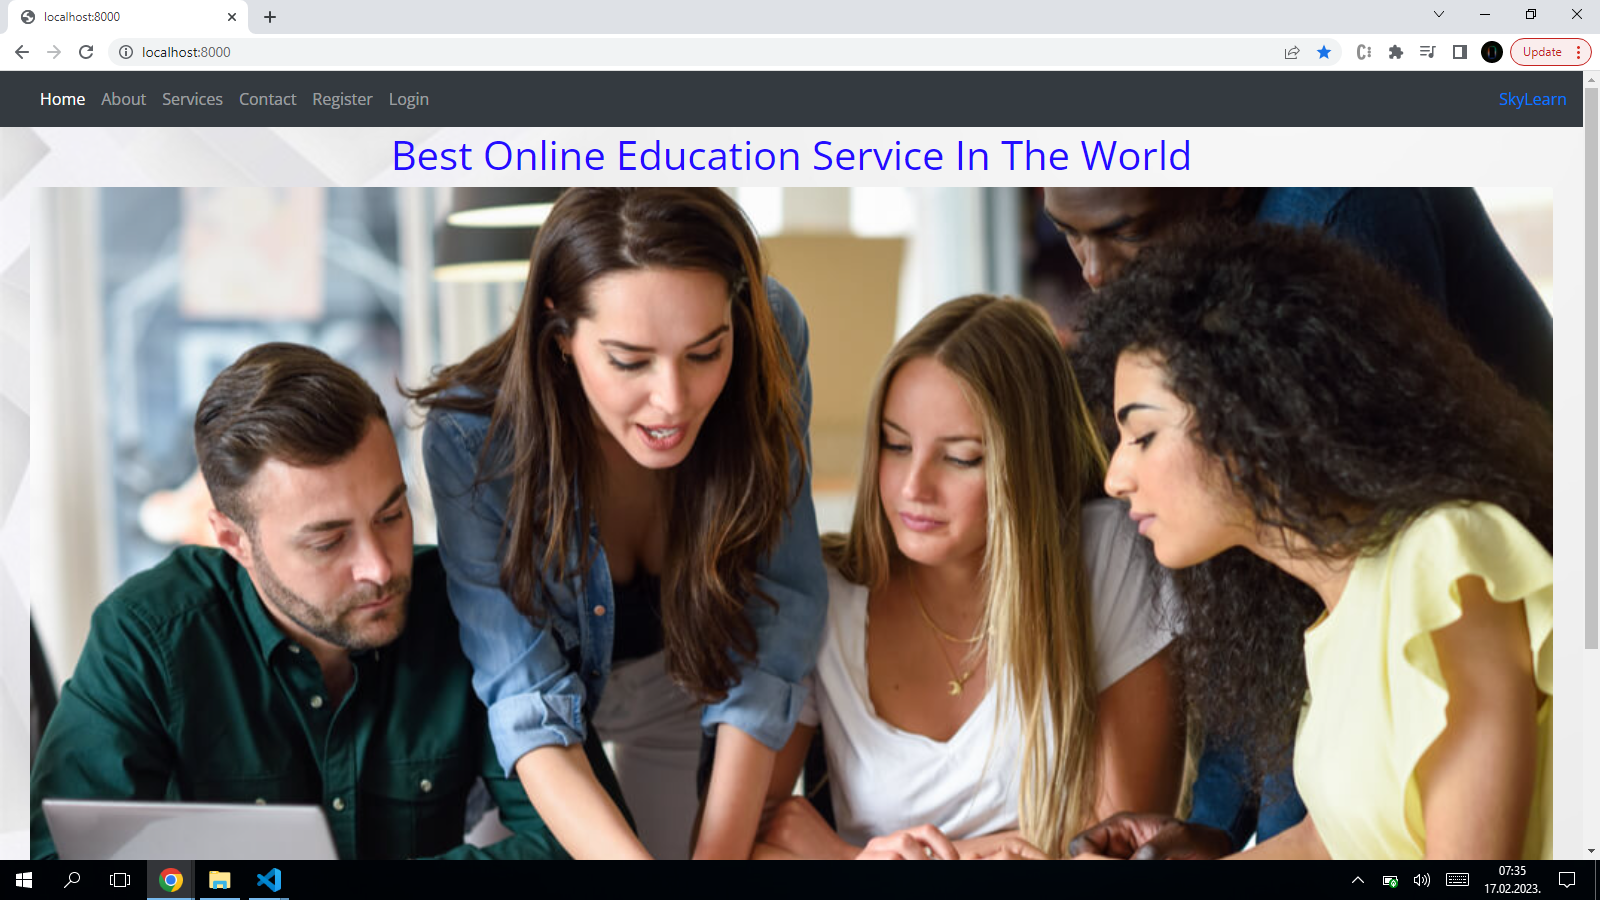 localhost:8000
localhost:8000
Update
Home About Services Contact Register Login SkyLearn
Best Online Education Service In The World
07:35
17.02.2023.